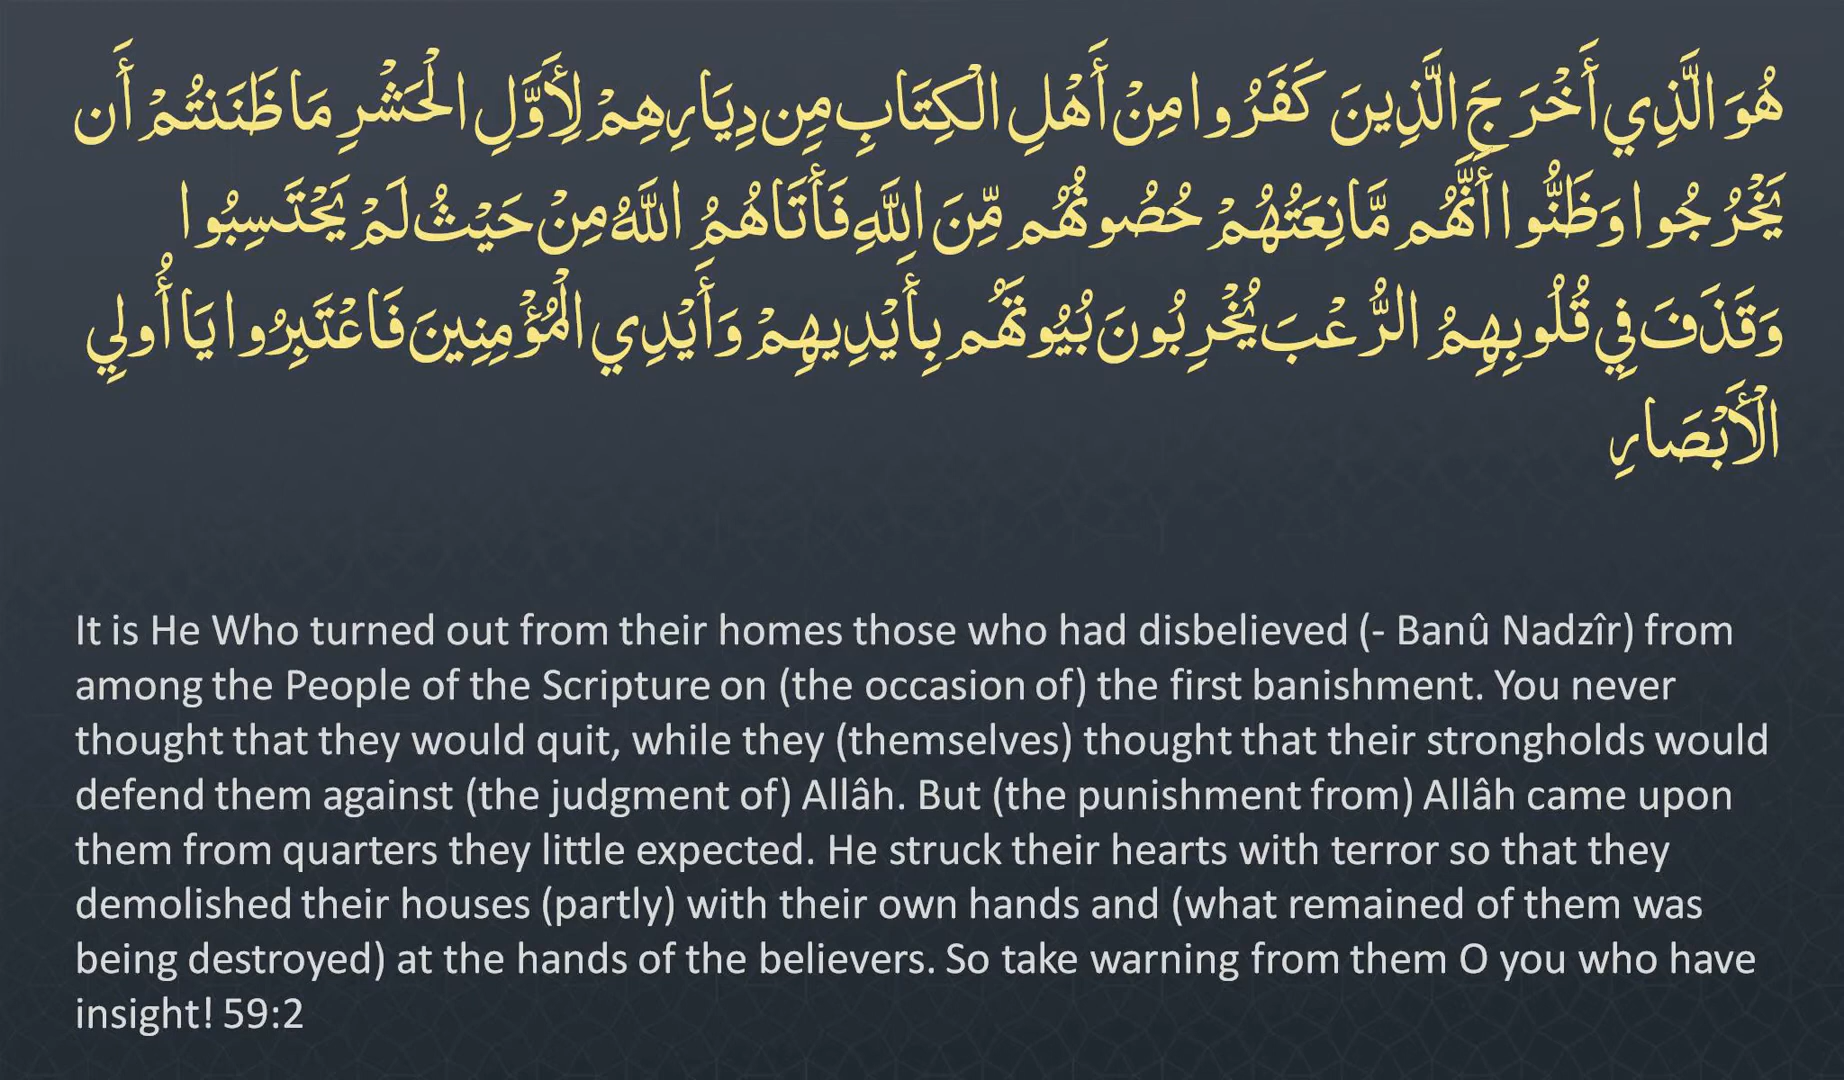 هُوَ الَّذِي أَخْرَجَ الَّذِينَ كَفَرُوا مِنْ أَهْلِ الْكِتَابِ مِن دِيَارِهِمْ لِأَوَّلِ الْحَشْرِ مَا ظَنَنتُمْ أَن
يَخْرُجُوا وَظَنُّوا أَنَّهُم مَّانِعَتُهُمْ حُصُونُهُم مِّنَ اللَّهِ فَأَتَاهُمُ اللَّهُ مِنْ حَيْثُ لَمْ يَحْتَسِبُوا
وَقَذَفَ فِي قُلُوبِهِمُ الرُّعْبَ يُخْرِبُونَ بُيُوتَهُم بِأَيْدِيهِمْ وَأَيْدِي الْمُؤْمِنِينَ فَاعْتَبِرُوا يَا أُولِي
الْأَبْصَارِ
It is He Who turned out from their homes those who had disbelieved (- Banû Nadzîr) from
among the People of the Scripture on (the occasion of) the first banishment. You never
thought that they would quit, while they (themselves) thought that their strongholds would
defend them against (the judgment of) Allâh. But (the punishment from) Allâh came upon
them from quarters they little expected. He struck their hearts with terror so that they
demolished their houses (partly) with their own hands and (what remained of them was
being destroyed) at the hands of the believers. So take warning from them O you who have
insight! 59:2